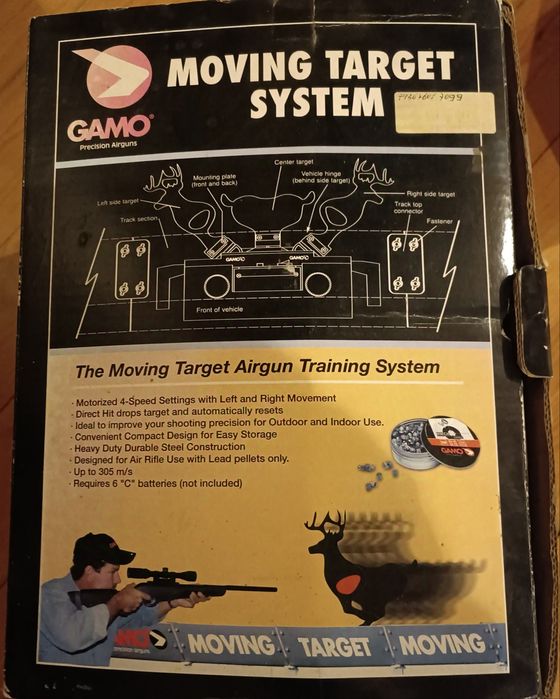 MOVING TARGET
SYSTEM
GAMO®
Precision Airguns
Center target
Mounting plate
(front and back)
Vehicle hinge
(behind side target)
Left side target
Right side target
Track section
Track top
connector
Fastener
GAMO
GAMO
Front of vehicle
The Moving Target Airgun Training System
· Motorized 4-Speed Settings with Left and Right Movement
· Direct Hit drops target and automatically resets
· Ideal to improve your shooting precision for Outdoor and Indoor Use.
· Convenient Compact Design for Easy Storage
· Heavy Duty Durable Steel Construction
· Designed for Air Rifle Use with Lead pellets only.
· Up to 305 m/s
· Requires 6 "C" batteries (not included)
GAMO
precision airguns
MOVING TARGET MOVING